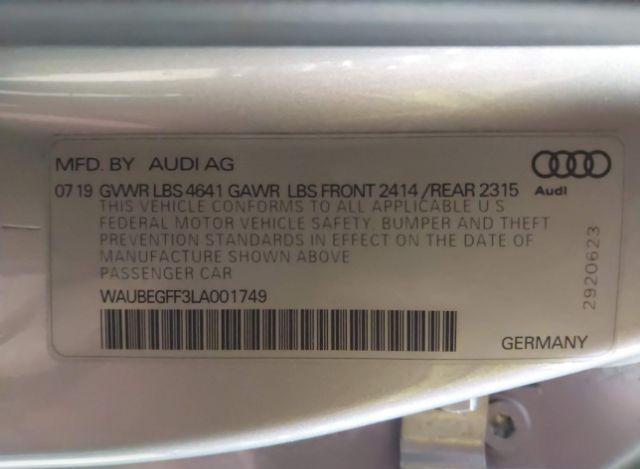 MFD. BY AUDI AG
07 19 GVWR LBS 4641 GAWR LBS FRONT 2414 /REAR 2315
Audi
THIS VEHICLE CONFORMS TO ALL APPLICABLE U S
FEDERAL MOTOR VEHICLE SAFETY, BUMPER AND THEFT
PREVENTION STANDARDS IN EFFECT ON THE DATE OF
MANUFACTURE SHOWN ABOVE
PASSENGER CAR
WAUBEGFF3LA001749
2920623
GERMANY